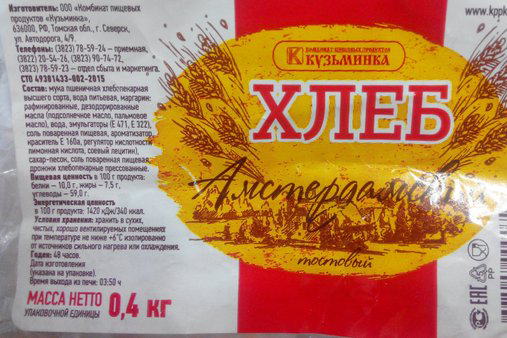 Изготовитель: ООО «Комбинат пищевых
продуктов «Кузьминка»,
636000, РФ, Томская обл., г. Северск,
ул. Автодорога, 4/9.
Телефоны: (3823) 78-59-24 – приемная,
(3822) 20-54-26, (3823) 90-74-72,
(3823) 78-59-23 – отдел сбыта и маркетинга.
СТО 49301433-002-2015
Состав: мука пшеничная хлебопекарная
высшего сорта, вода питьевая, маргарин:
рафинированные, дезодорированные
масла (подсолнечное масло, пальмовое
масло), вода, эмульгаторы (Е 471, Е 322),
соль поваренная пищевая, ароматизатор,
краситель Е 160а, регулятор кислотности
лимонная кислота, соевый лецитин),
сахар-песок, соль поваренная пищевая,
дрожжи хлебопекарные прессованные.
Пищевая ценность в 100 г продукта:
белки – 10,0 г, жиры – 7,5 г,
углеводы – 59,0 г.
Энергетическая ценность
в 100 г продукта: 1420 кДж/340 ккал.
Условия хранения: хранить в сухих,
чистых, хорошо вентилируемых помещениях
при температуре не ниже +6°С изолированно
от источников сильного нагрева или охлаждения.
Годен: 48 часов.
Дата изготовления
(указана на упаковке).
Время выхода из печи: 03:50 ч
МАССА НЕТТО
УПАКОВОЧНОЙ ЕДИНИЦЫ
0,4 кг
КОМБИНАТ ПИЩЕВЫХ ПРОДУКТОВ
КУЗЬМИНКА
ХЛЕБ
Амстердамский
тостовый
www.kppk
EAC
5
PP